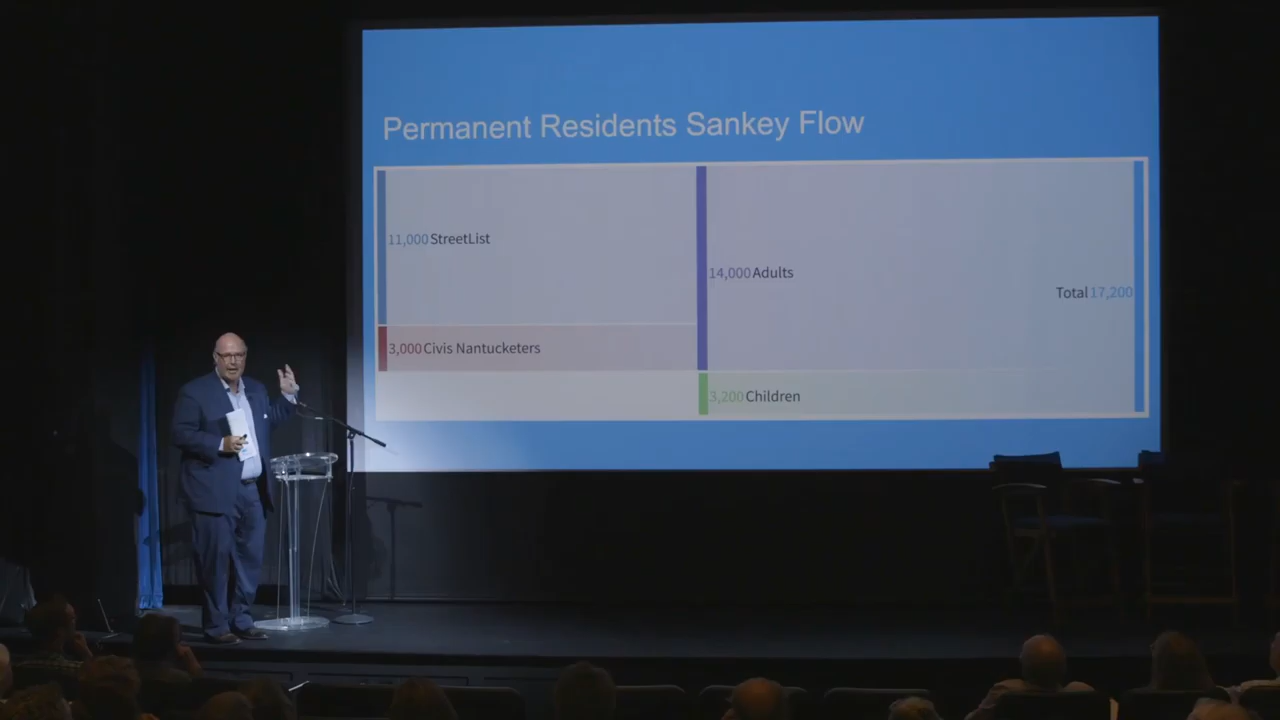 Permanent Residents Sankey Flow
11,000 StreetList
14,000 Adults
Total 17,200
3,000 Civis Nantucketers
3,200 Children